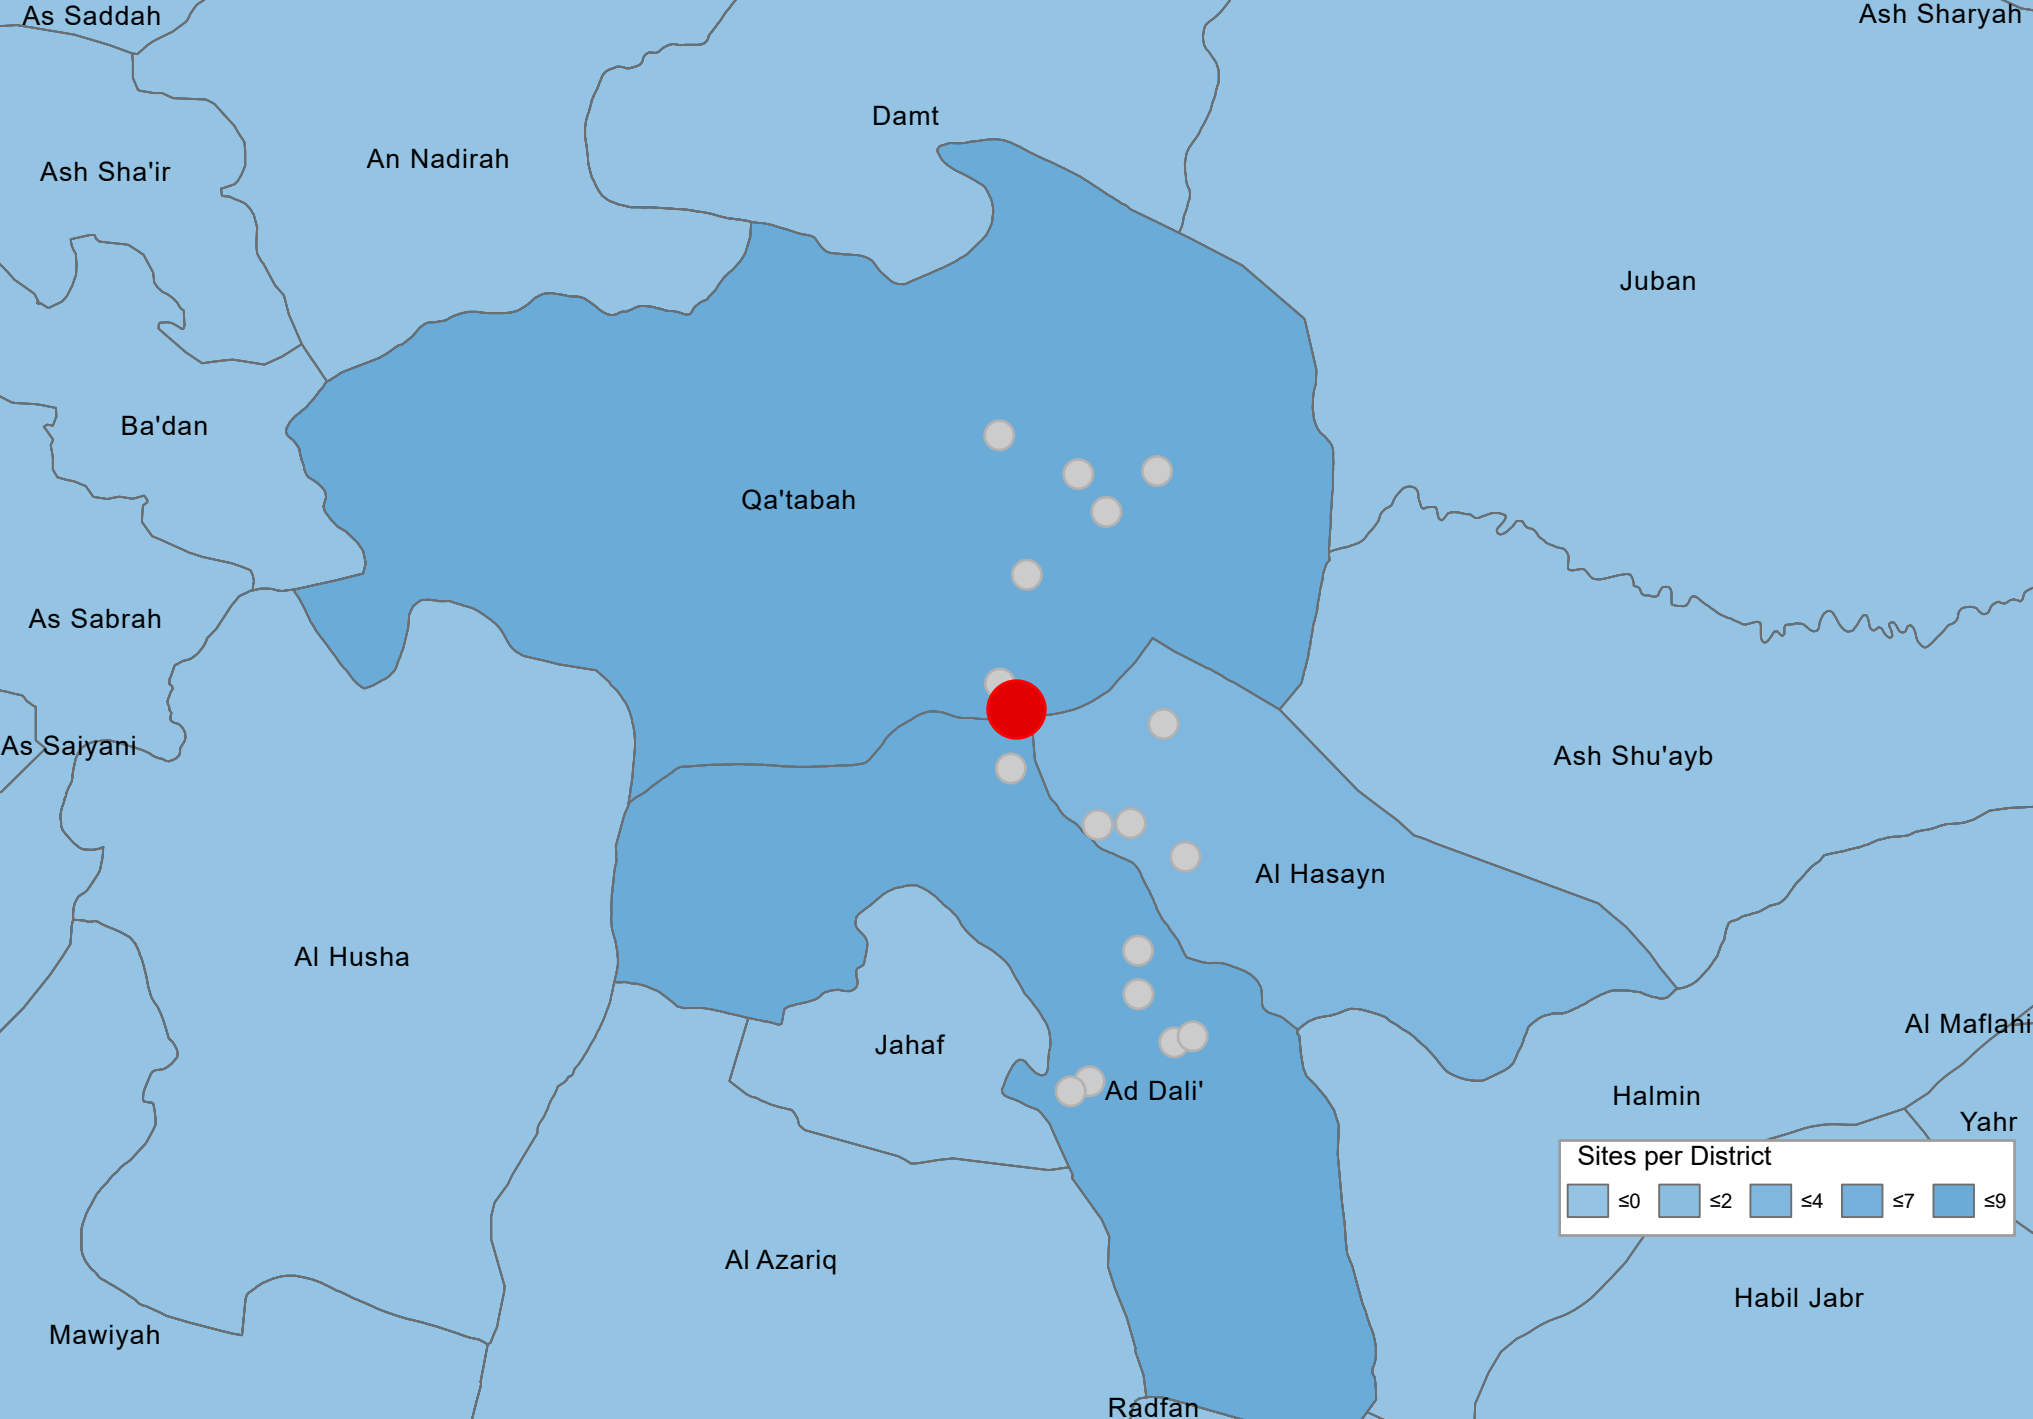 As Saddah
Ash Sharyah
Damt
An Nadirah
Ash Sha'ir
Juban
Ba'dan
Qa'tabah
As Sabrah
As Saiyani
Ash Shu'ayb
Al Hasayn
Al Husha
Al Maflahi
Jahaf
Ad Dali'
Halmin
Yahr
Sites per District
≤0 ≤2 ≤4 ≤7 ≤9
Al Azariq
Habil Jabr
Mawiyah
Radfan